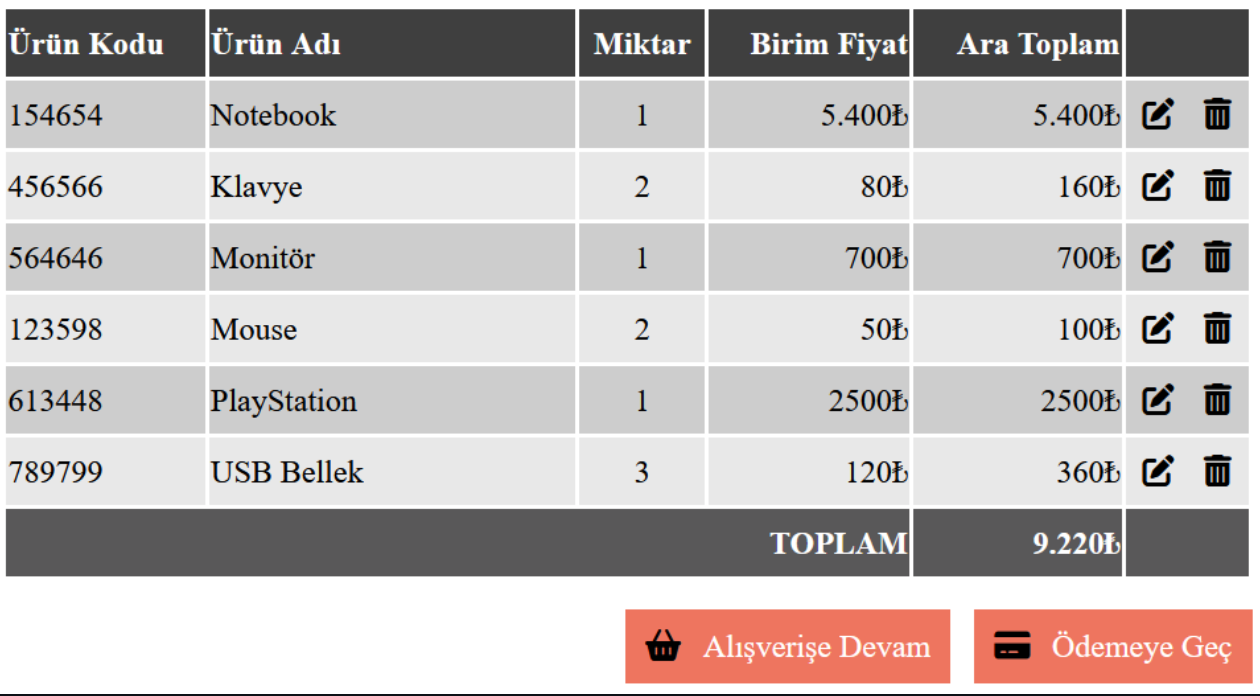 Ürün Kodu Ürün Adı Miktar Birim Fiyat Ara Toplam
154654 Notebook 1 5.400₺ 5.400₺
456566 Klavye 2 80₺ 160₺
564646 Monitör 1 700₺ 700₺
123598 Mouse 2 50₺ 100₺
613448 PlayStation 1 2500₺ 2500₺
789799 USB Bellek 3 120₺ 360₺
TOPLAM 9.220₺
Alışverişe Devam Ödemeye Geç